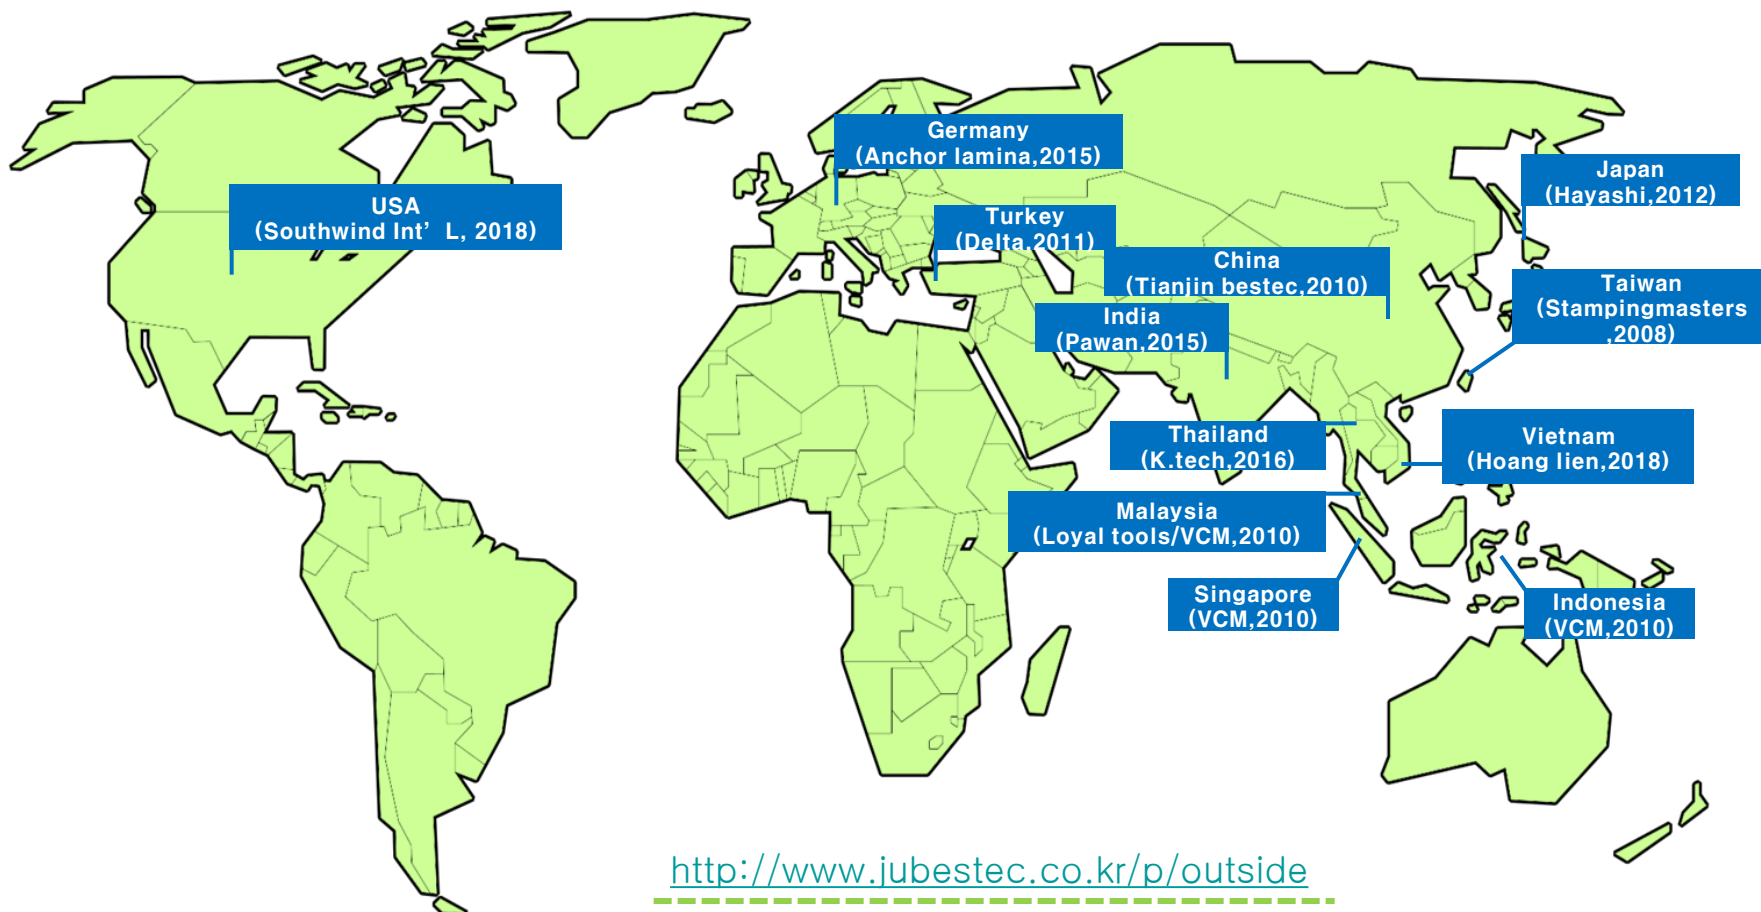 Germany
(Anchor lamina,2015)
Japan
(Hayashi,2012)
USA
(Southwind Int’ L, 2018)
Turkey
(Delta,2011)
China
(Tianjin bestec,2010)
Taiwan
(Stampingmasters
,2008)
India
(Pawan,2015)
Thailand
(K.tech,2016)
Vietnam
(Hoang lien,2018)
Malaysia
(Loyal tools/VCM,2010)
Singapore
(VCM,2010)
Indonesia
(VCM,2010)
http://www.jubestec.co.kr/p/outside